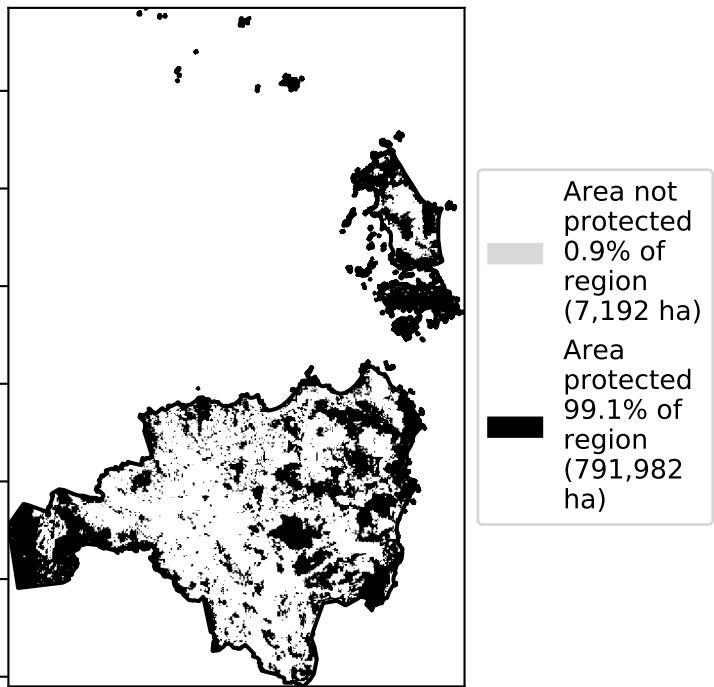 Area not
protected
0.9% of
region
(7,192 ha)
Area
protected
99.1% of
region
(791,982
ha)